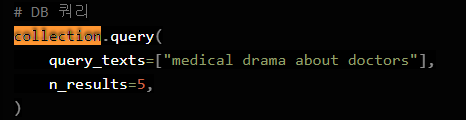 # DB 쿼리
collection.query(
    query_texts=["medical drama about doctors"],
    n_results=5,
)